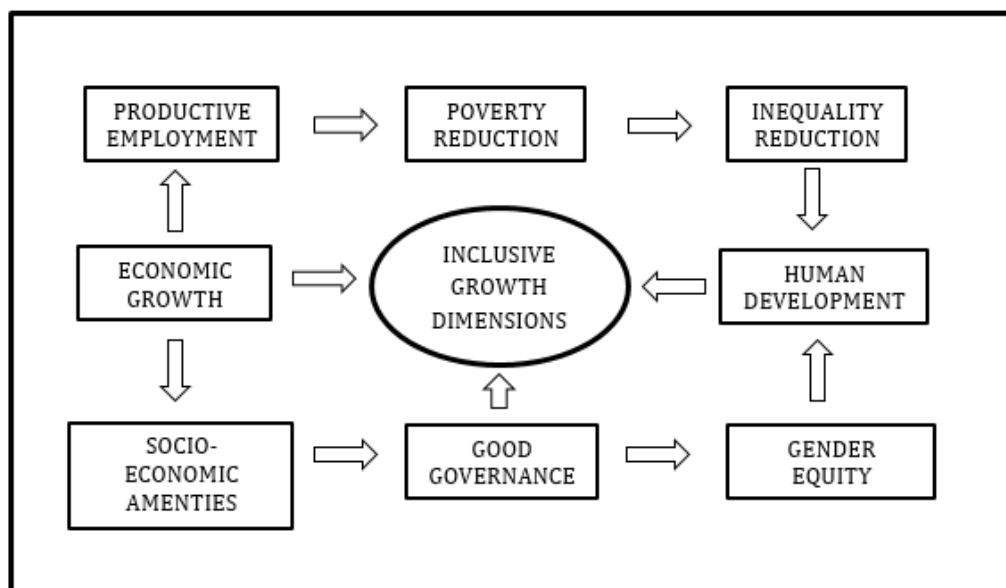 PRODUCTIVE
EMPLOYMENT
POVERTY
REDUCTION
INEQUALITY
REDUCTION
ECONOMIC
GROWTH
INCLUSIVE
GROWTH
DIMENSIONS
HUMAN
DEVELOPMENT
SOCIO-
ECONOMIC
AMENTIES
GOOD
GOVERNANCE
GENDER
EQUITY